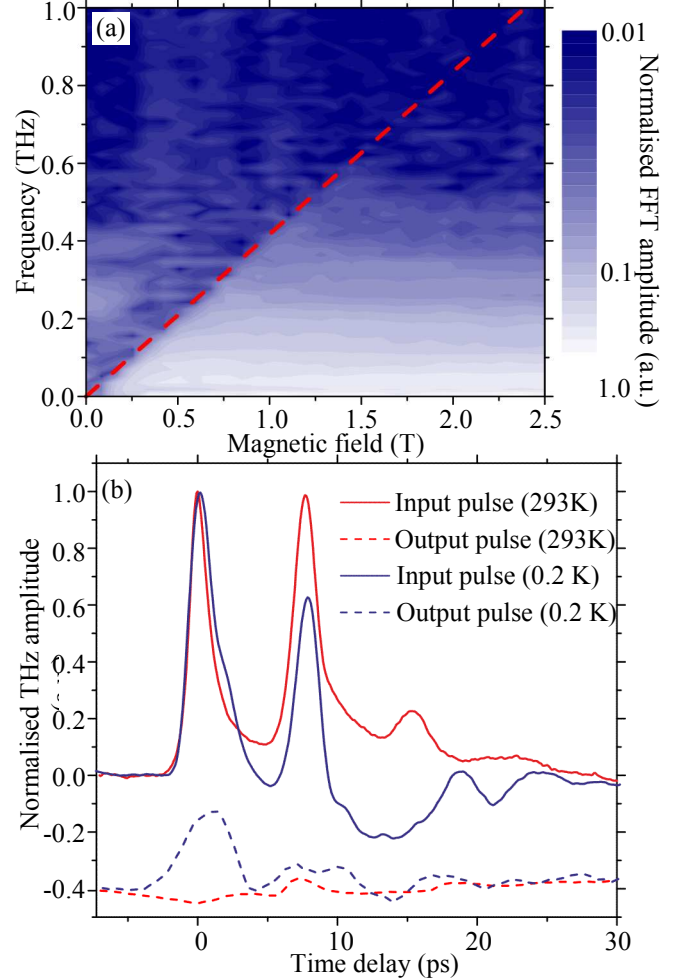 (a)
1.0
0.8
0.6
0.4
0.2
0.0
Frequency (THz)
0.0
0.5
1.0
1.5
2.0
2.5
Magnetic field (T)
0.01
0.1
1.0
Normalised FFT amplitude (a.u.)
(b)
1.0
0.8
0.6
0.4
0.2
0.0
-0.2
-0.4
Normalised THz amplitude
Input pulse (293K)
Output pulse (293K)
Input pulse (0.2 K)
Output pulse (0.2 K)
0
10
20
30
Time delay (ps)